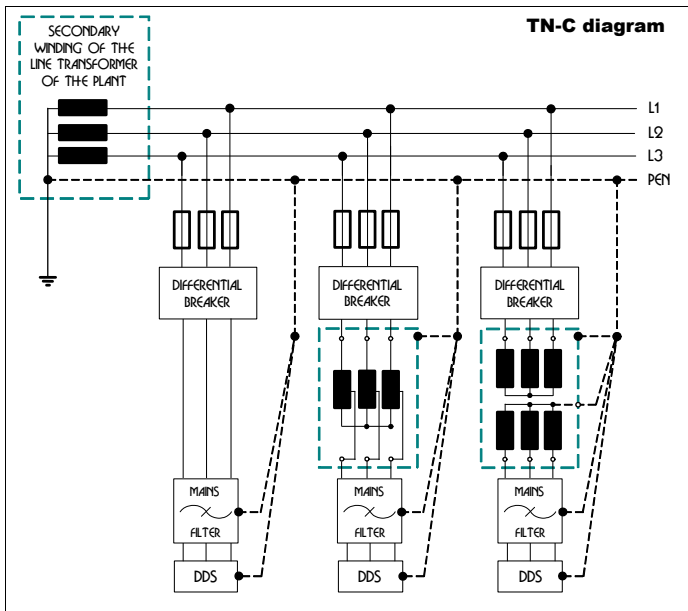 TN-C diagram
SECONDARY
WINDING OF THE
LINE TRANSFORMER
OF THE PLANT
L1
L2
L3
PEN
DIFFERENTIAL
BREAKER
DIFFERENTIAL
BREAKER
DIFFERENTIAL
BREAKER
MAINS
FILTER
MAINS
FILTER
MAINS
FILTER
DDS
DDS
DDS